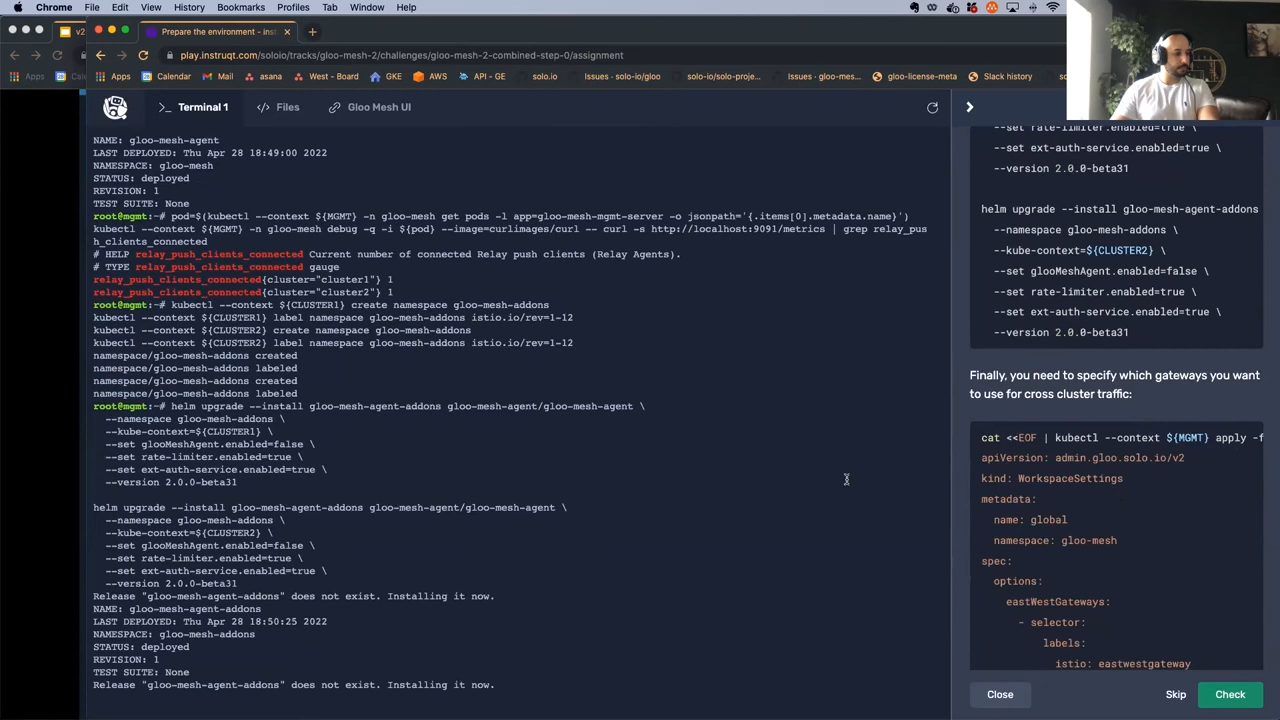 Chrome File Edit View History Bookmarks Profiles Tab Window Help
v2
Prepare the environment - inst
play.instruqt.com/soloio/tracks/gloo-mesh-2/challenges/gloo-mesh-2-combined-step-0/assignment
Apps
Apps Calendar Mail asana West - Board GKE AWS API - GE solo.io Issues · solo-io/gloo solo-io/solo-proje... Issues · gloo-mes... gloo-license-meta Slack history
Terminal 1 Files Gloo Mesh UI
NAME: gloo-mesh-agent
LAST DEPLOYED: Thu Apr 28 18:49:00 2022
NAMESPACE: gloo-mesh
STATUS: deployed
REVISION: 1
TEST SUITE: None
root@mgmt:~# pod=$(kubectl --context ${MGMT} -n gloo-mesh get pods -l app=gloo-mesh-mgmt-server -o jsonpath='{.items[0].metadata.name}')
kubectl --context ${MGMT} -n gloo-mesh debug -q -i ${pod} --image=curlimages/curl -- curl -s http://localhost:9091/metrics | grep relay_pus
h_clients_connected
# HELP relay_push_clients_connected Current number of connected Relay push clients (Relay Agents).
# TYPE relay_push_clients_connected gauge
relay_push_clients_connected{cluster="cluster1"} 1
relay_push_clients_connected{cluster="cluster2"} 1
root@mgmt:~# kubectl --context ${CLUSTER1} create namespace gloo-mesh-addons
kubectl --context ${CLUSTER1} label namespace gloo-mesh-addons istio.io/rev=1-12
kubectl --context ${CLUSTER2} create namespace gloo-mesh-addons
kubectl --context ${CLUSTER2} label namespace gloo-mesh-addons istio.io/rev=1-12
namespace/gloo-mesh-addons created
namespace/gloo-mesh-addons labeled
namespace/gloo-mesh-addons created
namespace/gloo-mesh-addons labeled
root@mgmt:~# helm upgrade --install gloo-mesh-agent-addons gloo-mesh-agent/gloo-mesh-agent \
--namespace gloo-mesh-addons \
--kube-context=${CLUSTER1} \
--set glooMeshAgent.enabled=false \
--set rate-limiter.enabled=true \
--set ext-auth-service.enabled=true \
--version 2.0.0-beta31
helm upgrade --install gloo-mesh-agent-addons gloo-mesh-agent/gloo-mesh-agent \
--namespace gloo-mesh-addons \
--kube-context=${CLUSTER2} \
--set glooMeshAgent.enabled=false \
--set rate-limiter.enabled=true \
--set ext-auth-service.enabled=true \
--version 2.0.0-beta31
Release "gloo-mesh-agent-addons" does not exist. Installing it now.
NAME: gloo-mesh-agent-addons
LAST DEPLOYED: Thu Apr 28 18:50:25 2022
NAMESPACE: gloo-mesh-addons
STATUS: deployed
REVISION: 1
TEST SUITE: None
Release "gloo-mesh-agent-addons" does not exist. Installing it now.
--set rate-limiter.enabled=true \
--set ext-auth-service.enabled=true \
--version 2.0.0-beta31
helm upgrade --install gloo-mesh-agent-addons
--namespace gloo-mesh-addons \
--kube-context=${CLUSTER2} \
--set glooMeshAgent.enabled=false \
--set rate-limiter.enabled=true \
--set ext-auth-service.enabled=true \
--version 2.0.0-beta31
Finally, you need to specify which gateways you want
to use for cross cluster traffic:
cat <<EOF | kubectl --context ${MGMT} apply -f
apiVersion: admin.gloo.solo.io/v2
kind: WorkspaceSettings
metadata:
name: global
namespace: gloo-mesh
spec:
options:
eastWestGateways:
- selector:
labels:
istio: eastwestgateway
Close Skip Check